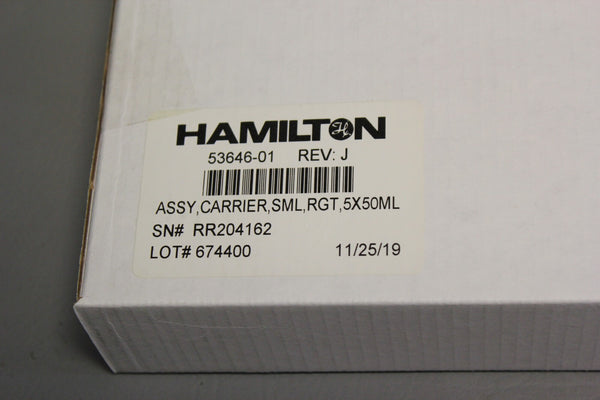 HAMILTON
53646-01 REV: J
ASSY,CARRIER,SML,RGT,5X50ML
SN# RR204162
LOT# 674400 11/25/19